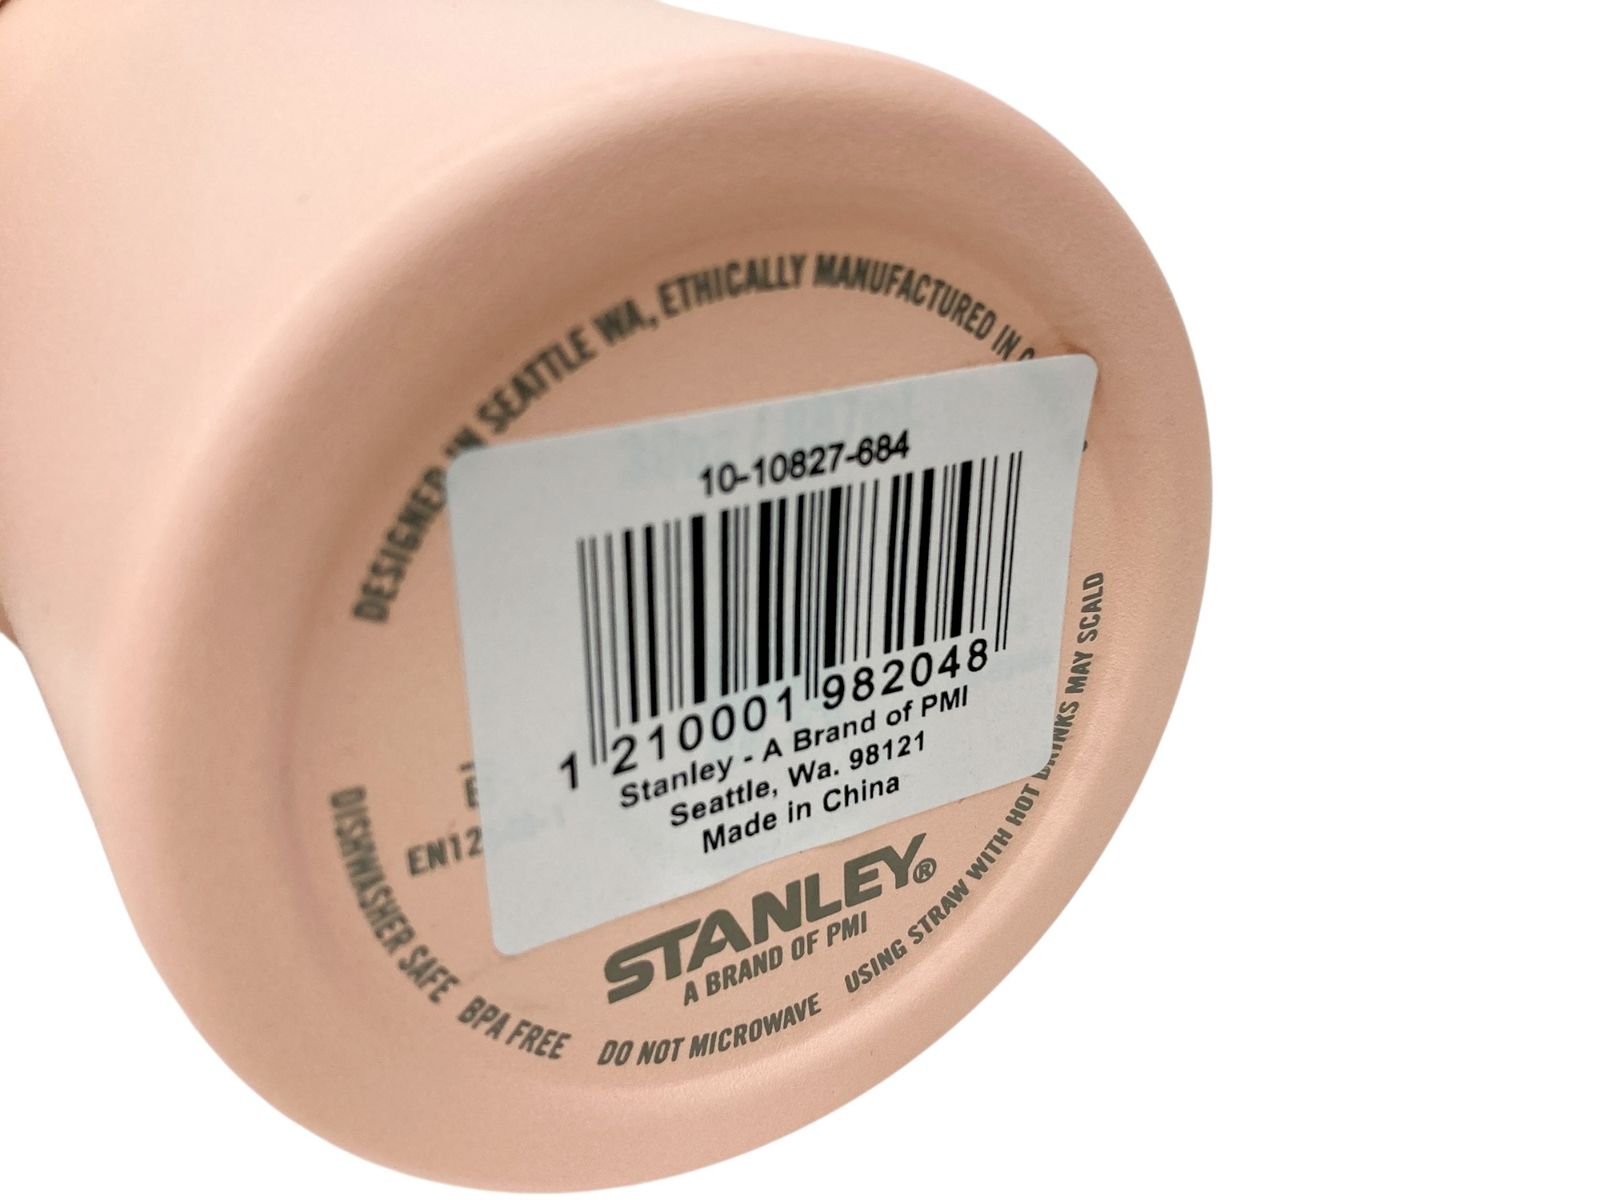 DESIGNED IN SEATTLE WA, ETHICALLY MANUFACTURED IN
10-10827-684
1 210001 982048
Stanley - A Brand of PMI
Seattle, Wa. 98121
Made in China
EN12
STANLEY®
A BRAND OF PMI
DISHWASHER SAFE BPA FREE DO NOT MICROWAVE USING STRAW WITH HOT DRINKS MAY SCALD